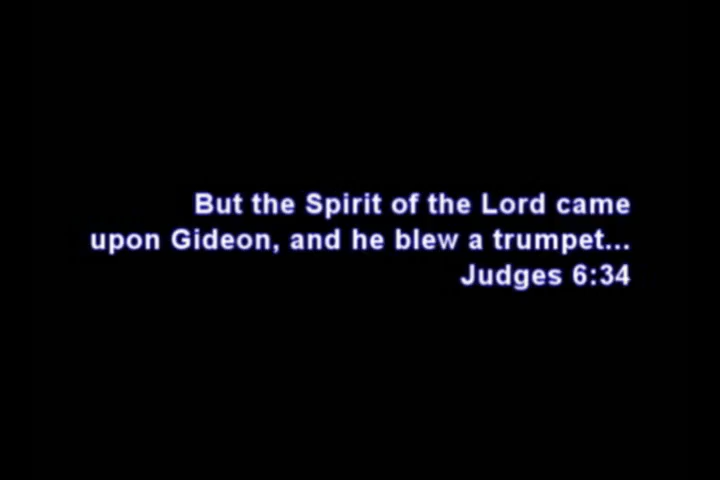 But the Spirit of the Lord came
upon Gideon, and he blew a trumpet...
Judges 6:34